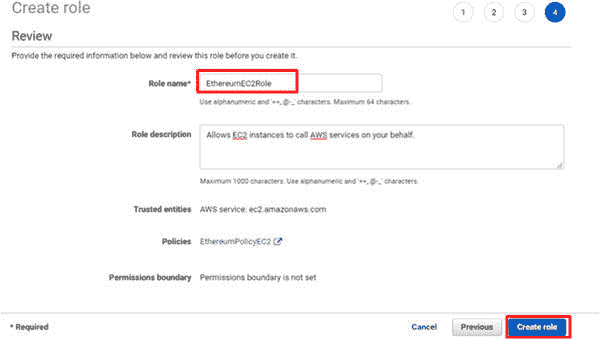 Create role
1 2 3 4
Review
Provide the required information below and review this role before you create it.
Role name* EthereumEC2Role
Use alphanumeric and '+=,.@-_' characters. Maximum 64 characters.
Role description Allows EC2 instances to call AWS services on your behalf.
Maximum 1000 characters. Use alphanumeric and '+=,.@-_' characters.
Trusted entities AWS service: ec2.amazonaws.com
Policies EthereumPolicyEC2
Permissions boundary Permissions boundary is not set
* Required Cancel Previous Create role